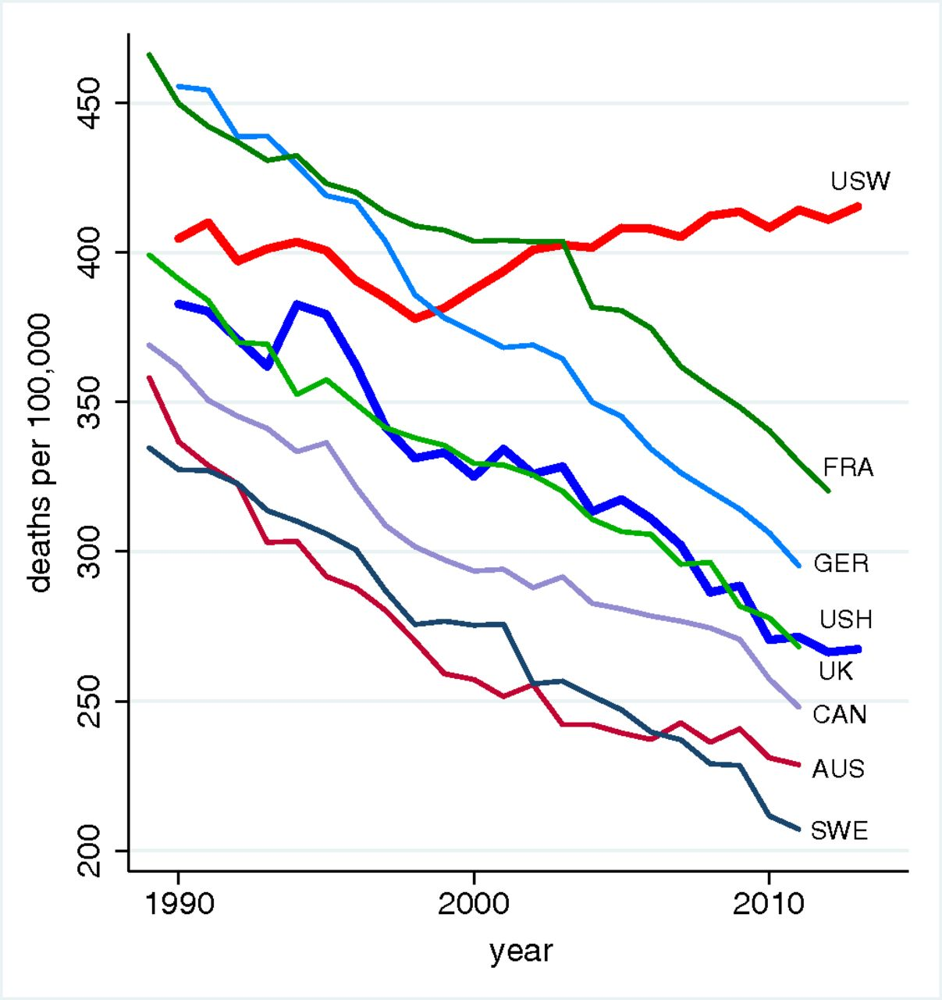 deaths per 100,000
450
400
350
300
250
200
USW
FRA
GER
USH
UK
CAN
AUS
SWE
1990
2000
2010
year